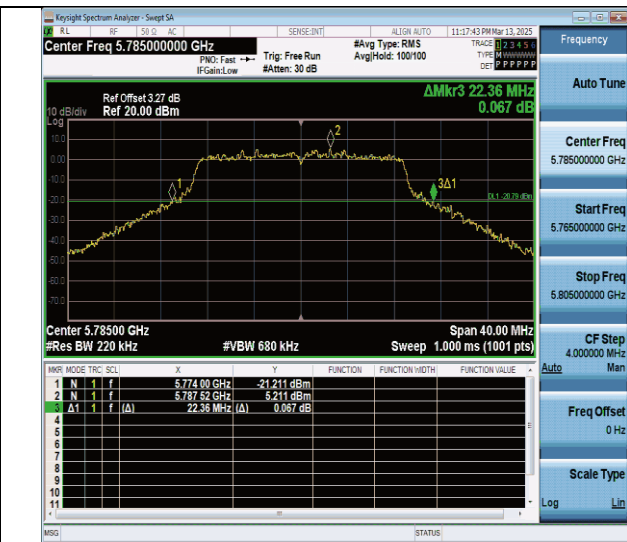 Keysight Spectrum Analyzer - Swept SA
RL RF 50 Ω AC SENSE:INT ALIGN AUTO 11:17:43 PM Mar 13, 2025
Center Freq 5.785000000 GHz #Avg Type: RMS TRACE 1 2 3 4 5 6 Frequency
PNO: Fast Trig: Free Run Avg|Hold: 100/100 TYPE M
IFGain:Low #Atten: 30 dB DET P P P P P P
Auto Tune
Ref Offset 3.27 dB ΔMkr3 22.36 MHz
10 dB/div Ref 20.00 dBm 0.067 dB
Log
10.0
0.00
-10.0
-20.0
-30.0
-40.0
-50.0
-60.0
-70.0
1
2
3Δ1
DL1 -20.79 dBm
Center Freq
5.785000000 GHz
Start Freq
5.765000000 GHz
Stop Freq
5.805000000 GHz
Center 5.78500 GHz Span 40.00 MHz
#Res BW 220 kHz #VBW 680 kHz Sweep 1.000 ms (1001 pts)
CF Step
4.000000 MHz
Auto Man
MKR MODE TRC SCL X Y FUNCTION FUNCTION WIDTH FUNCTION VALUE
1 N 1 f 5.774 00 GHz -21.211 dBm
2 N 1 f 5.787 52 GHz 5.211 dBm
3 Δ1 1 f (Δ) 22.36 MHz (Δ) 0.067 dB
4
5
6
7
8
9
10
11
Freq Offset
0 Hz
Scale Type
Log Lin
MSG STATUS